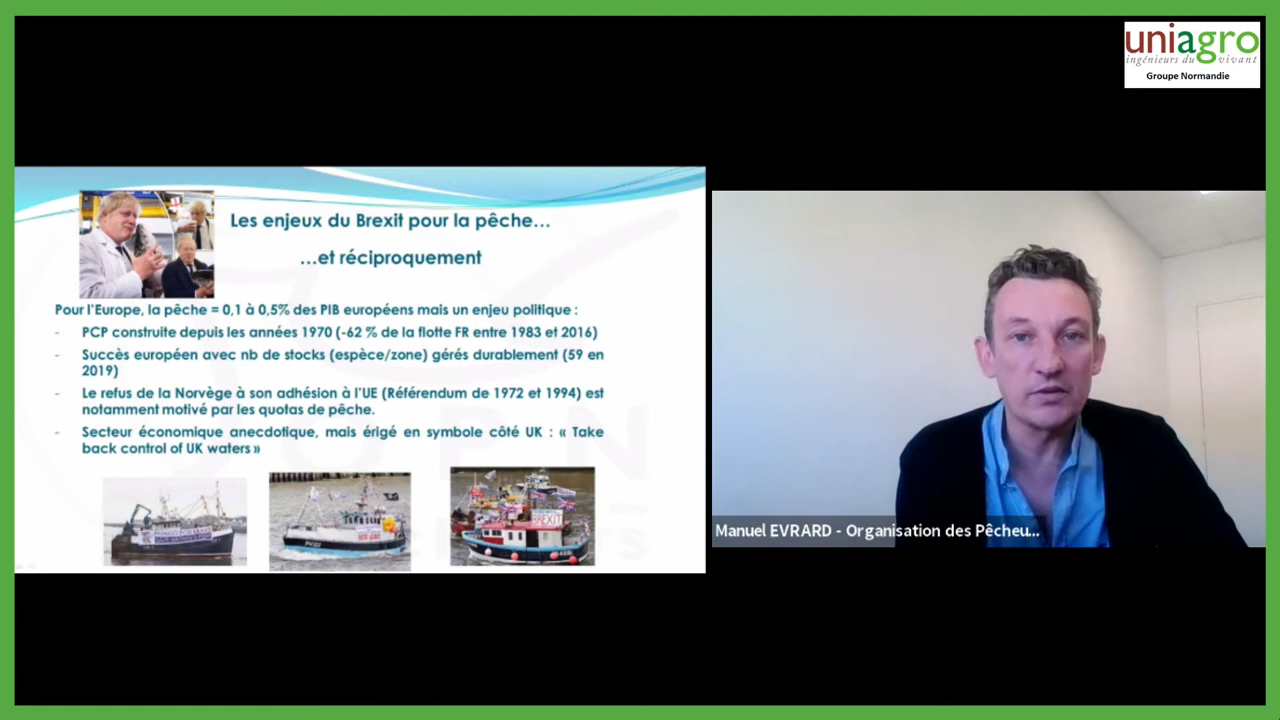 uniagro
ingénieurs du vivant
Groupe Normandie
Les enjeux du Brexit pour la pêche…
…et réciproquement
Pour l'Europe, la pêche = 0,1 à 0,5% des PIB européens mais un enjeu politique :
- PCP construite depuis les années 1970 (-62 % de la flotte FR entre 1983 et 2016)
- Succès européen avec nb de stocks (espèce/zone) gérés durablement (59 en
2019)
- Le refus de la Norvège à son adhésion à l'UE (Référendum de 1972 et 1994) est
notamment motivé par les quotas de pêche.
- Secteur économique anecdotique, mais érigé en symbole côté UK : « Take
back control of UK waters »
Manuel EVRARD - Organisation des Pêcheu...